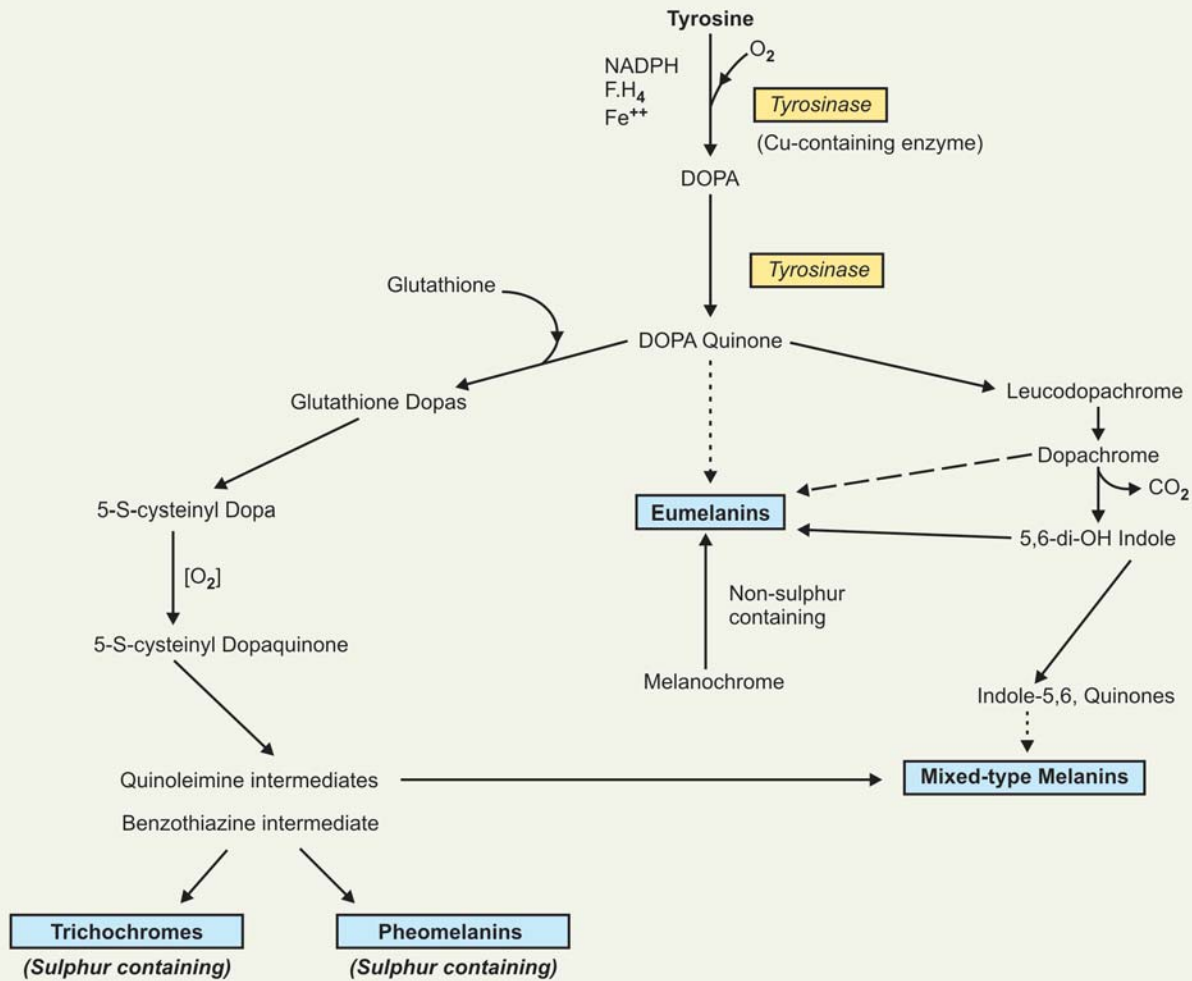 Tyrosine
O₂
NADPH
F.H₄
Fe⁺⁺
Tyrosinase
(Cu-containing enzyme)
DOPA
Tyrosinase
Glutathione
DOPA Quinone
Glutathione Dopas
Leucodopachrome
Dopachrome
CO₂
5-S-cysteinyl Dopa
Eumelanins
5,6-di-OH Indole
[O₂]
Non-sulphur
containing
5-S-cysteinyl Dopaquinone
Melanochrome
Indole-5,6, Quinones
Quinoleimine intermediates
Mixed-type Melanins
Benzothiazine intermediate
Trichochromes
Pheomelanins
(Sulphur containing)
(Sulphur containing)